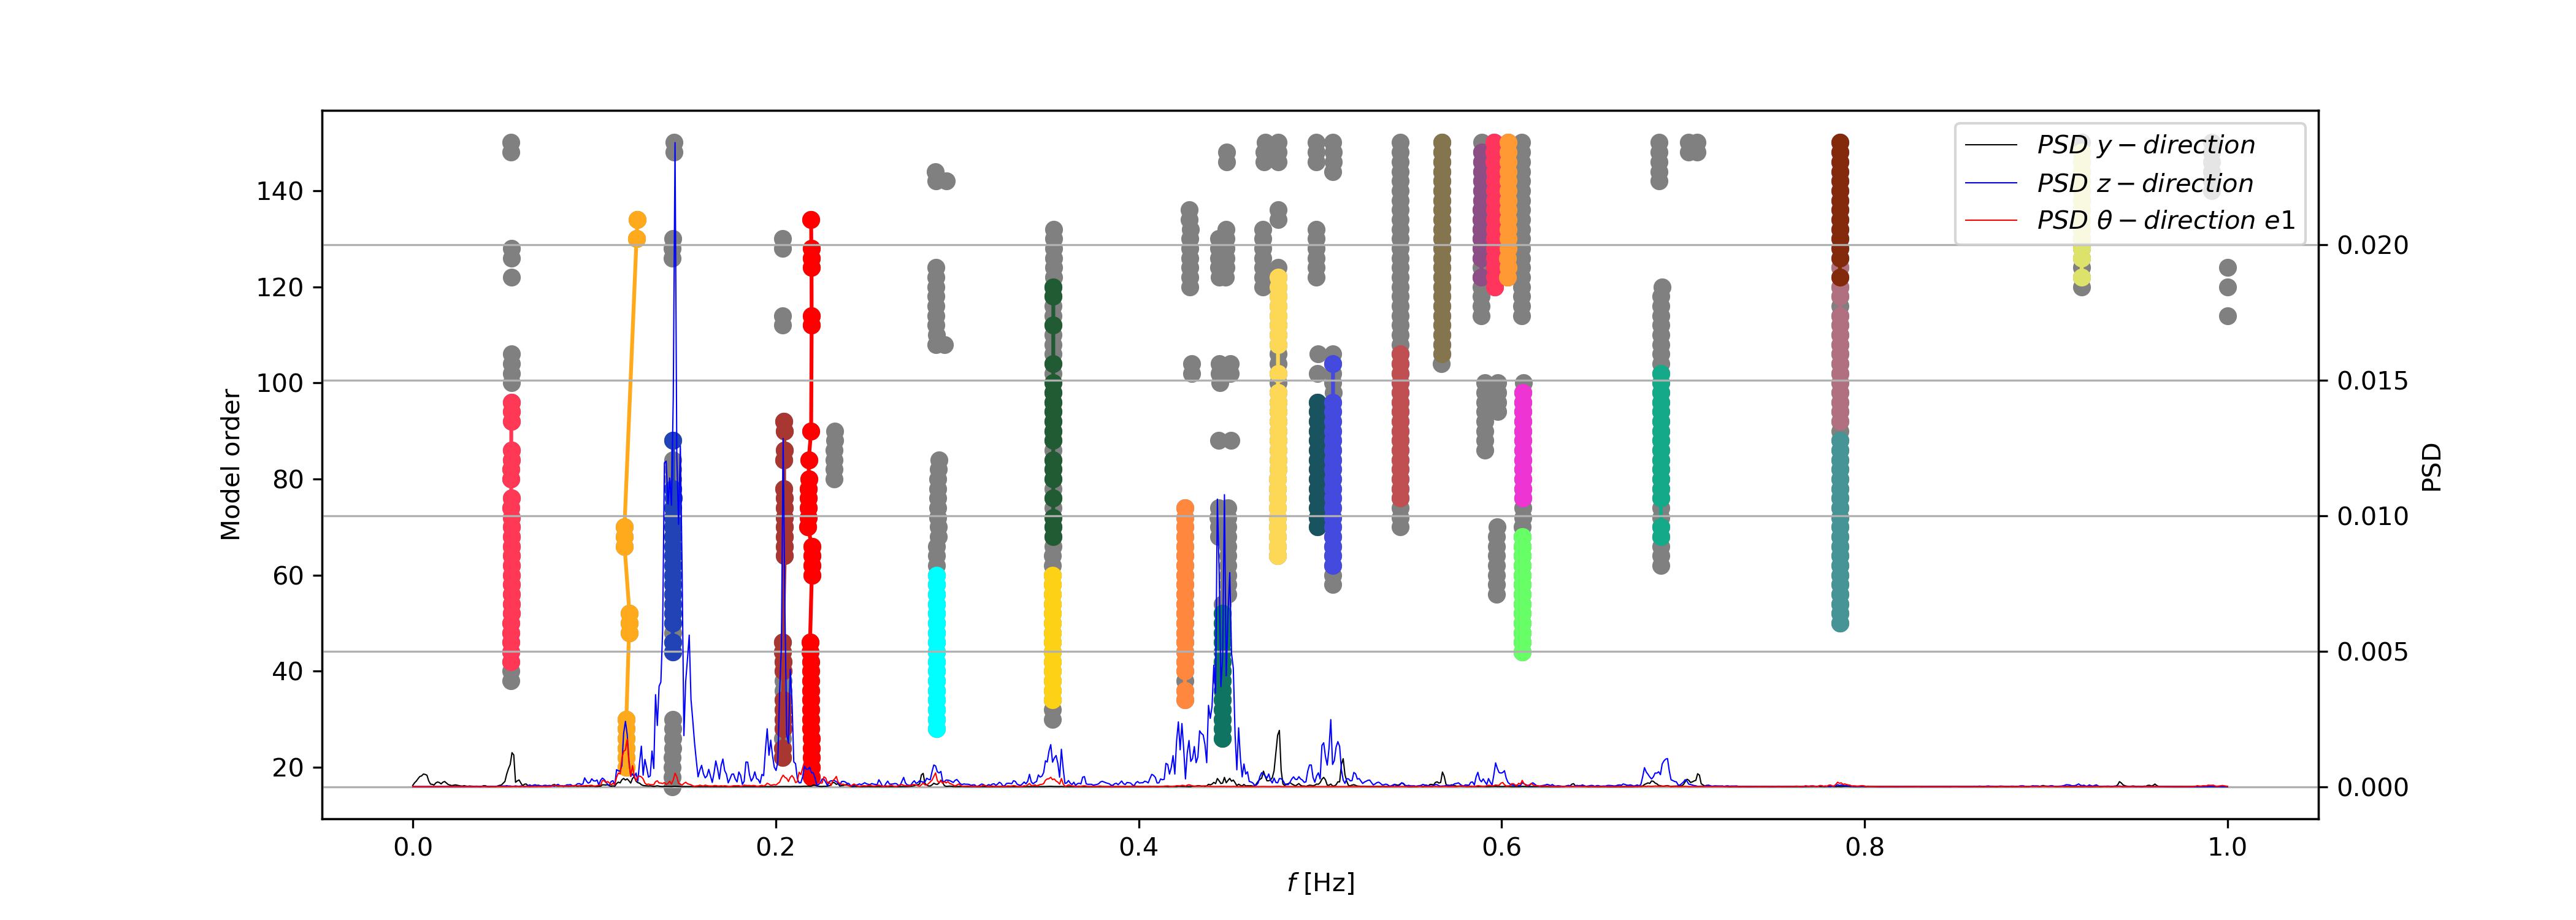 PSD y − direction
PSD z − direction
PSD θ − direction e1
140
120
100
80
60
40
20
Model order
0.020
0.015
0.010
0.005
0.000
PSD
0.0 0.2 0.4 0.6 0.8 1.0
f [Hz]